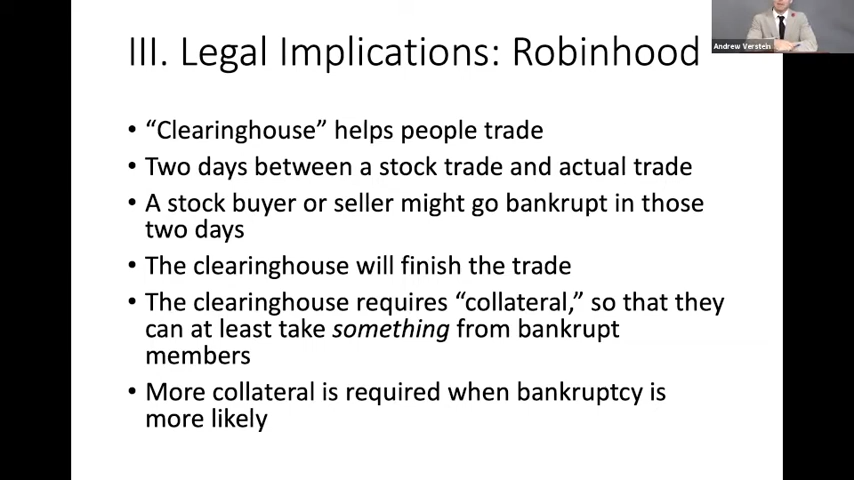 III. Legal Implications: Robinhood
Andrew Verstein
• “Clearinghouse” helps people trade
• Two days between a stock trade and actual trade
• A stock buyer or seller might go bankrupt in those
two days
• The clearinghouse will finish the trade
• The clearinghouse requires “collateral,” so that they
can at least take something from bankrupt
members
• More collateral is required when bankruptcy is
more likely